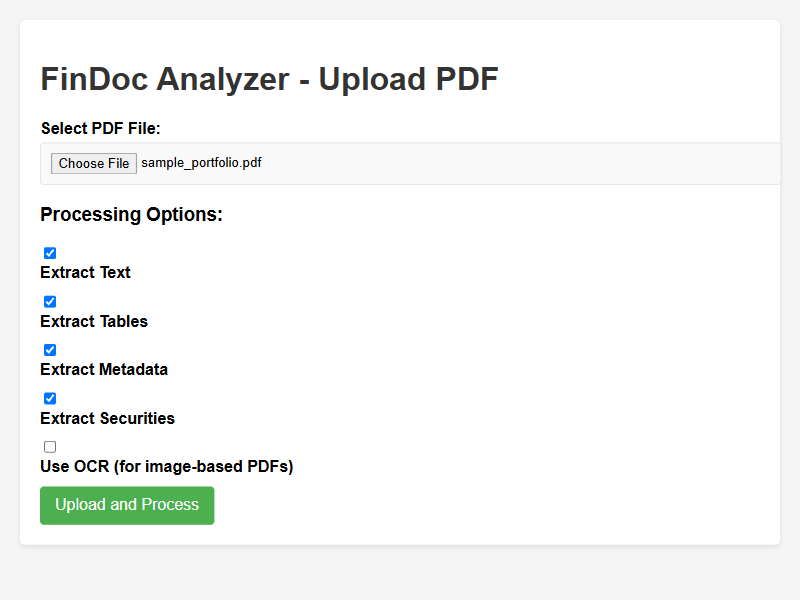 FinDoc Analyzer - Upload PDF
Select PDF File:
Choose File sample_portfolio.pdf
Processing Options:
Extract Text
Extract Tables
Extract Metadata
Extract Securities
Use OCR (for image-based PDFs)
Upload and Process